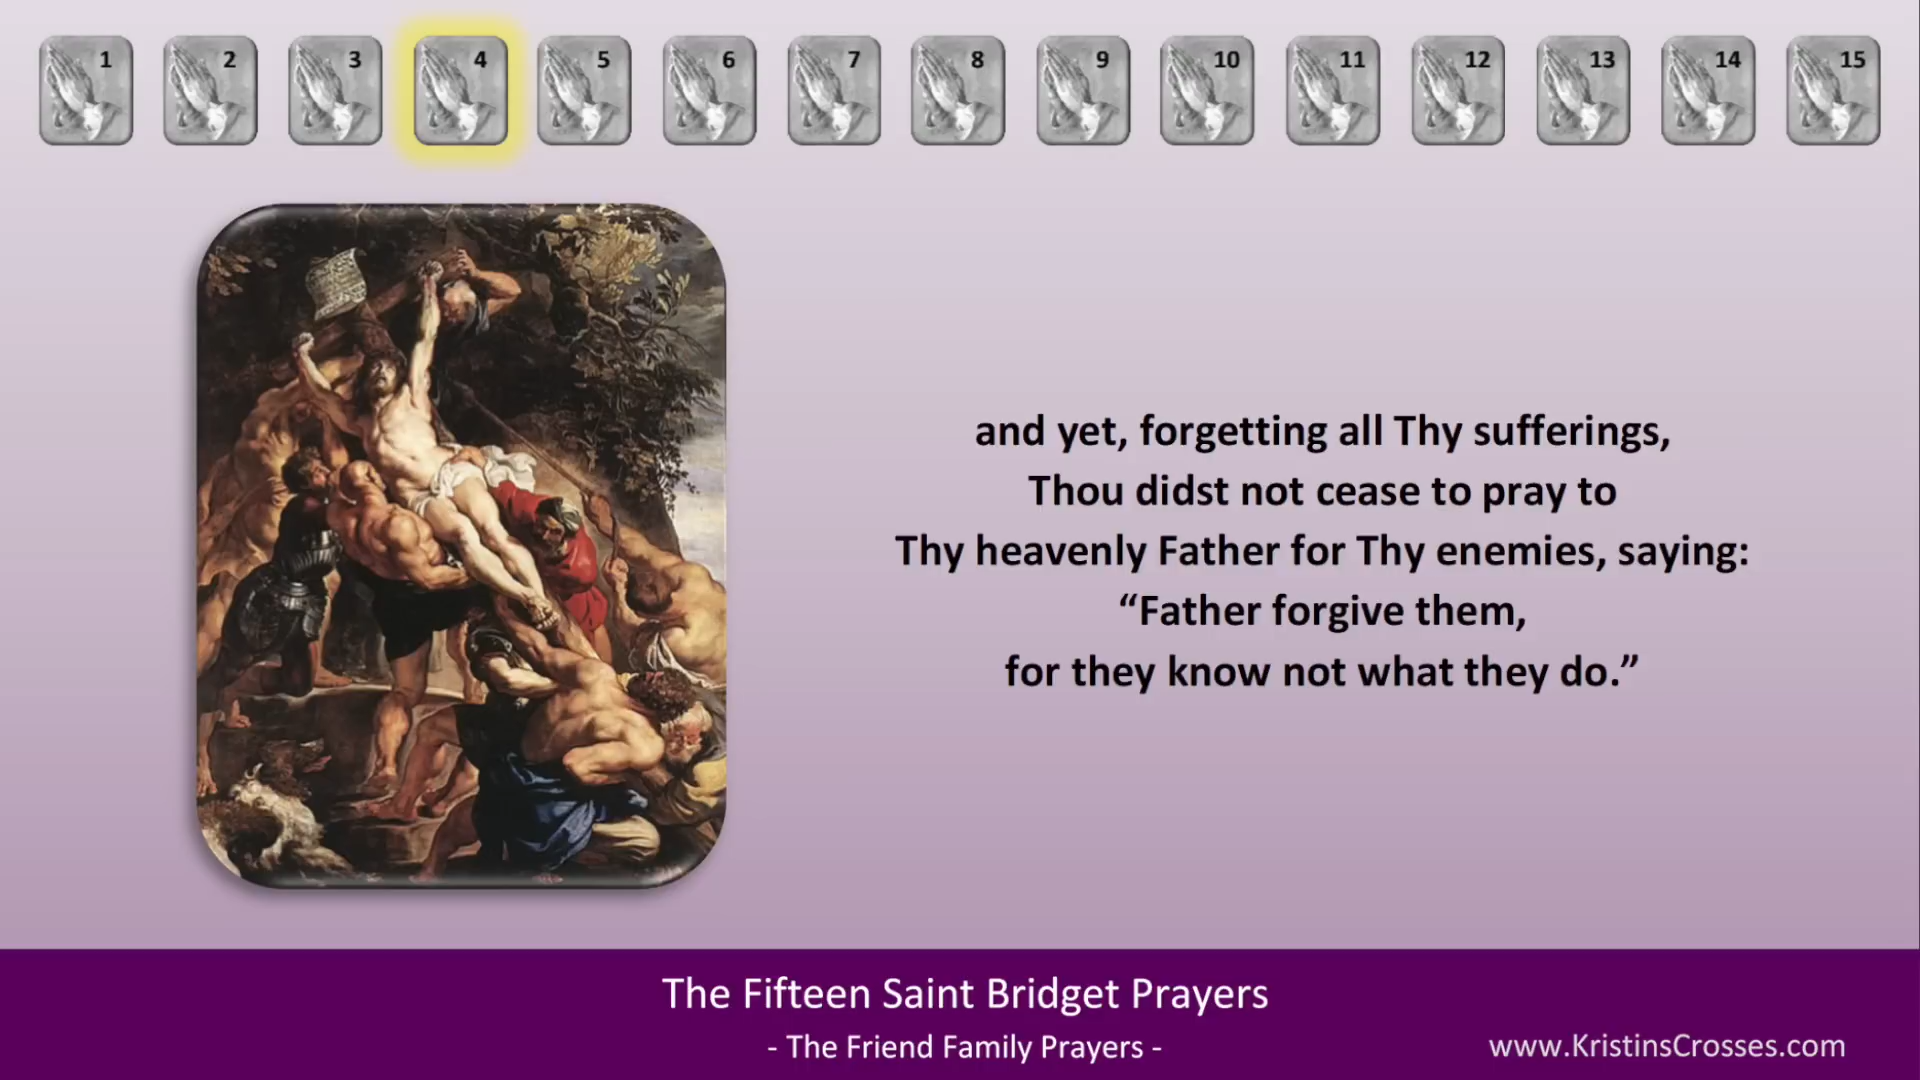 1 2 3 4 5 6 7 8 9 10 11 12 13 14 15
and yet, forgetting all Thy sufferings,
Thou didst not cease to pray to
Thy heavenly Father for Thy enemies, saying:
“Father forgive them,
for they know not what they do.”
The Fifteen Saint Bridget Prayers
- The Friend Family Prayers -
www.KristinsCrosses.com